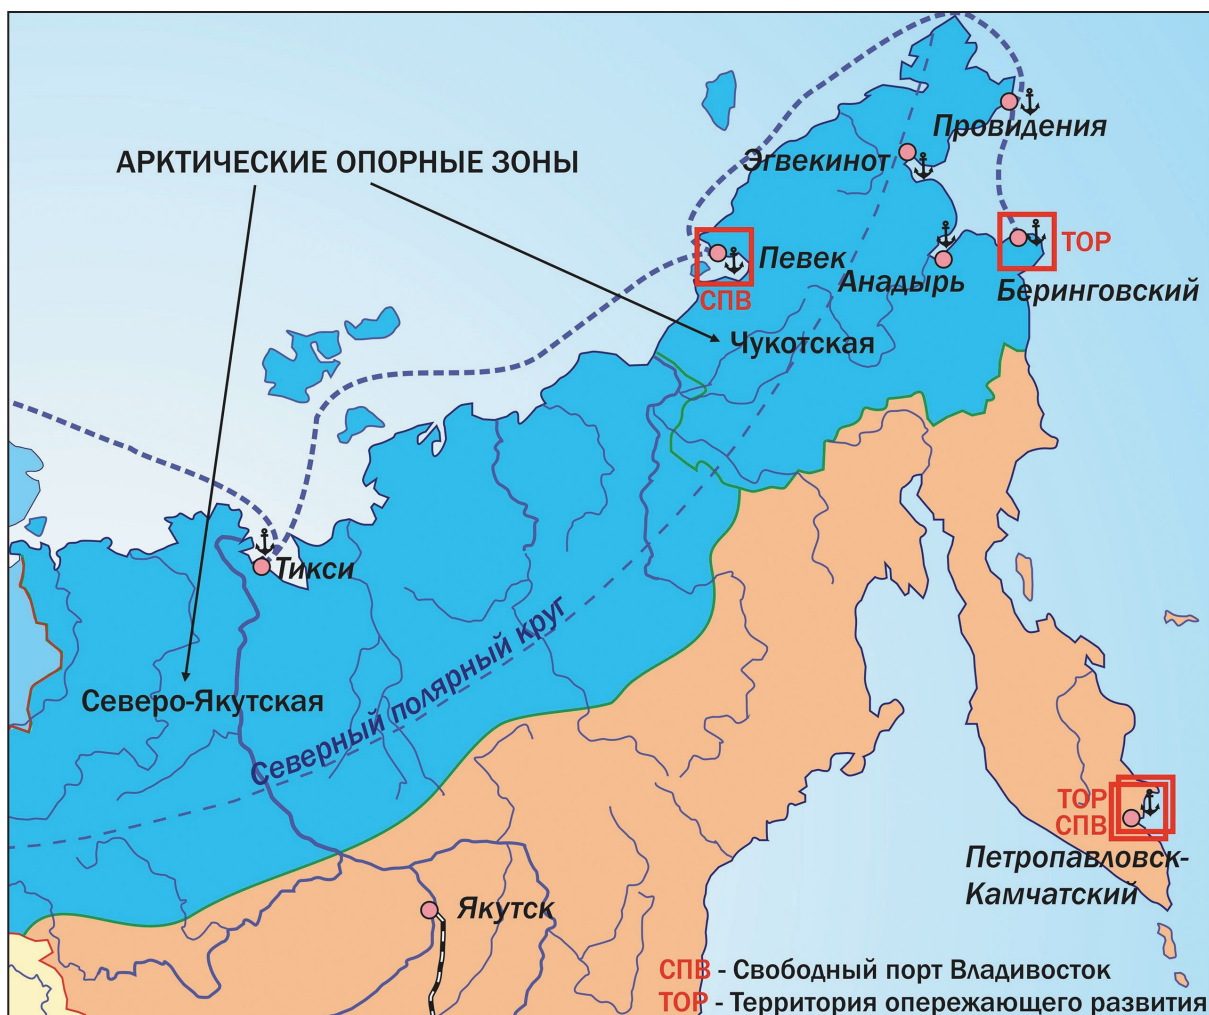 Провидения
АРКТИЧЕСКИЕ ОПОРНЫЕ ЗОНЫ
Эгвекинот
ТОР
Певек
Анадырь
Беринговский
СПВ
Чукотская
Тикси
Северный полярный круг
Северо-Якутская
ТОР
СПВ
Петропавловск-
Камчатский
Якутск
СПВ - Свободный порт Владивосток
ТОР - Территория опережающего развития